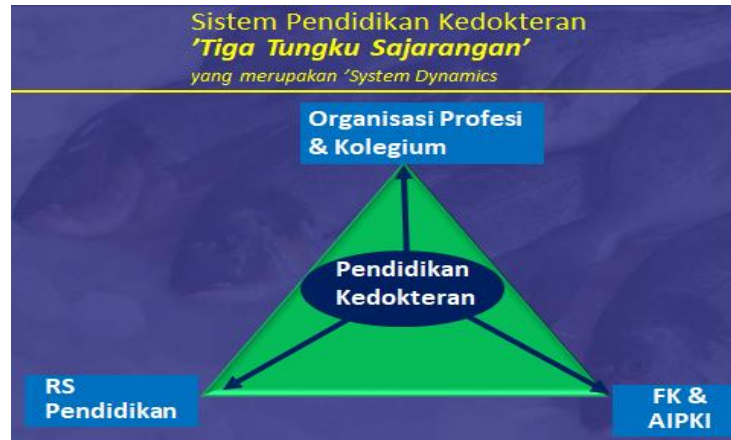 Sistem Pendidikan Kedokteran
’Tiga Tungku Sajarangan’
yang merupakan ’System Dynamics
Organisasi Profesi
& Kolegium
Pendidikan
Kedokteran
RS
Pendidikan
FK &
AIPKI